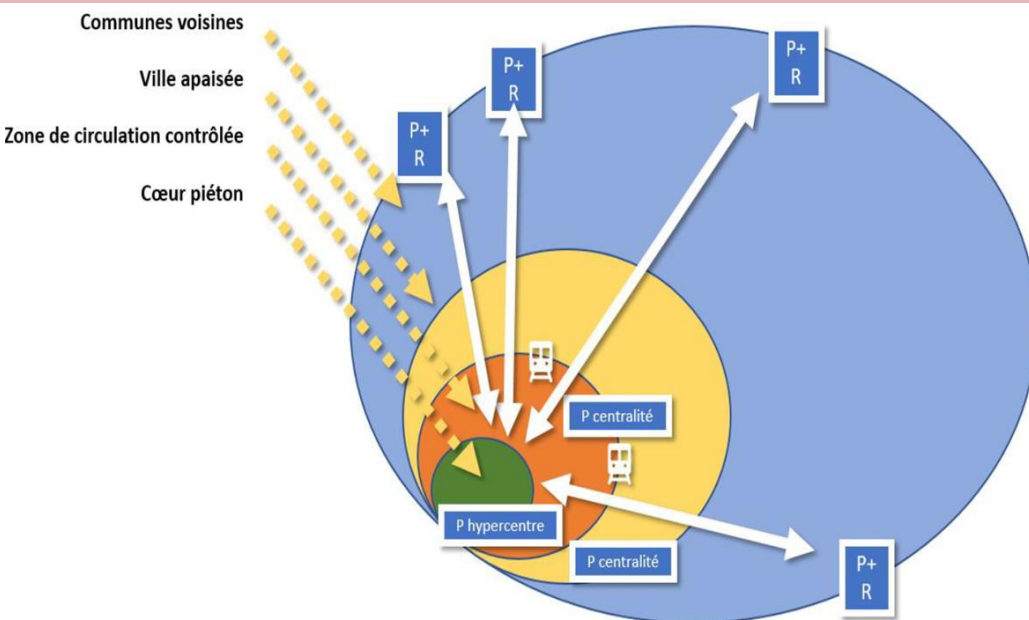 Communes voisines
Ville apaisée
Zone de circulation contrôlée
Cœur piéton
P+
R
P+
R
P+
R
P centralité
P hypercentre
P centralité
P+
R